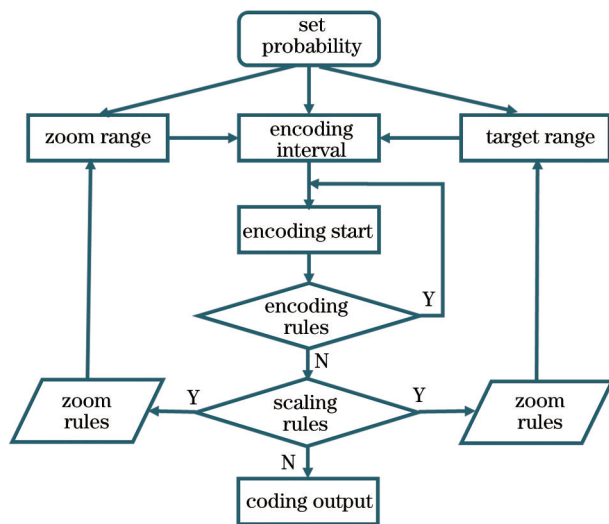 set
probability
zoom range
encoding
interval
target range
encoding start
encoding
rules
Y
N
Y
scaling
rules
Y
zoom
rules
zoom
rules
N
coding output